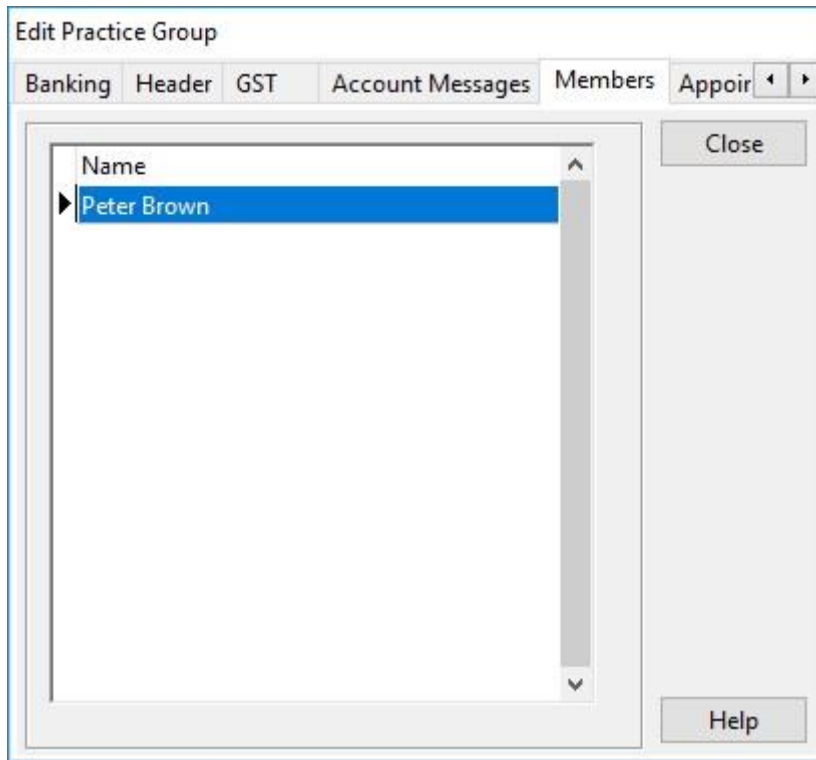 Edit Practice Group
Banking Header GST Account Messages Members Appoir
Close
Name
Peter Brown
Help